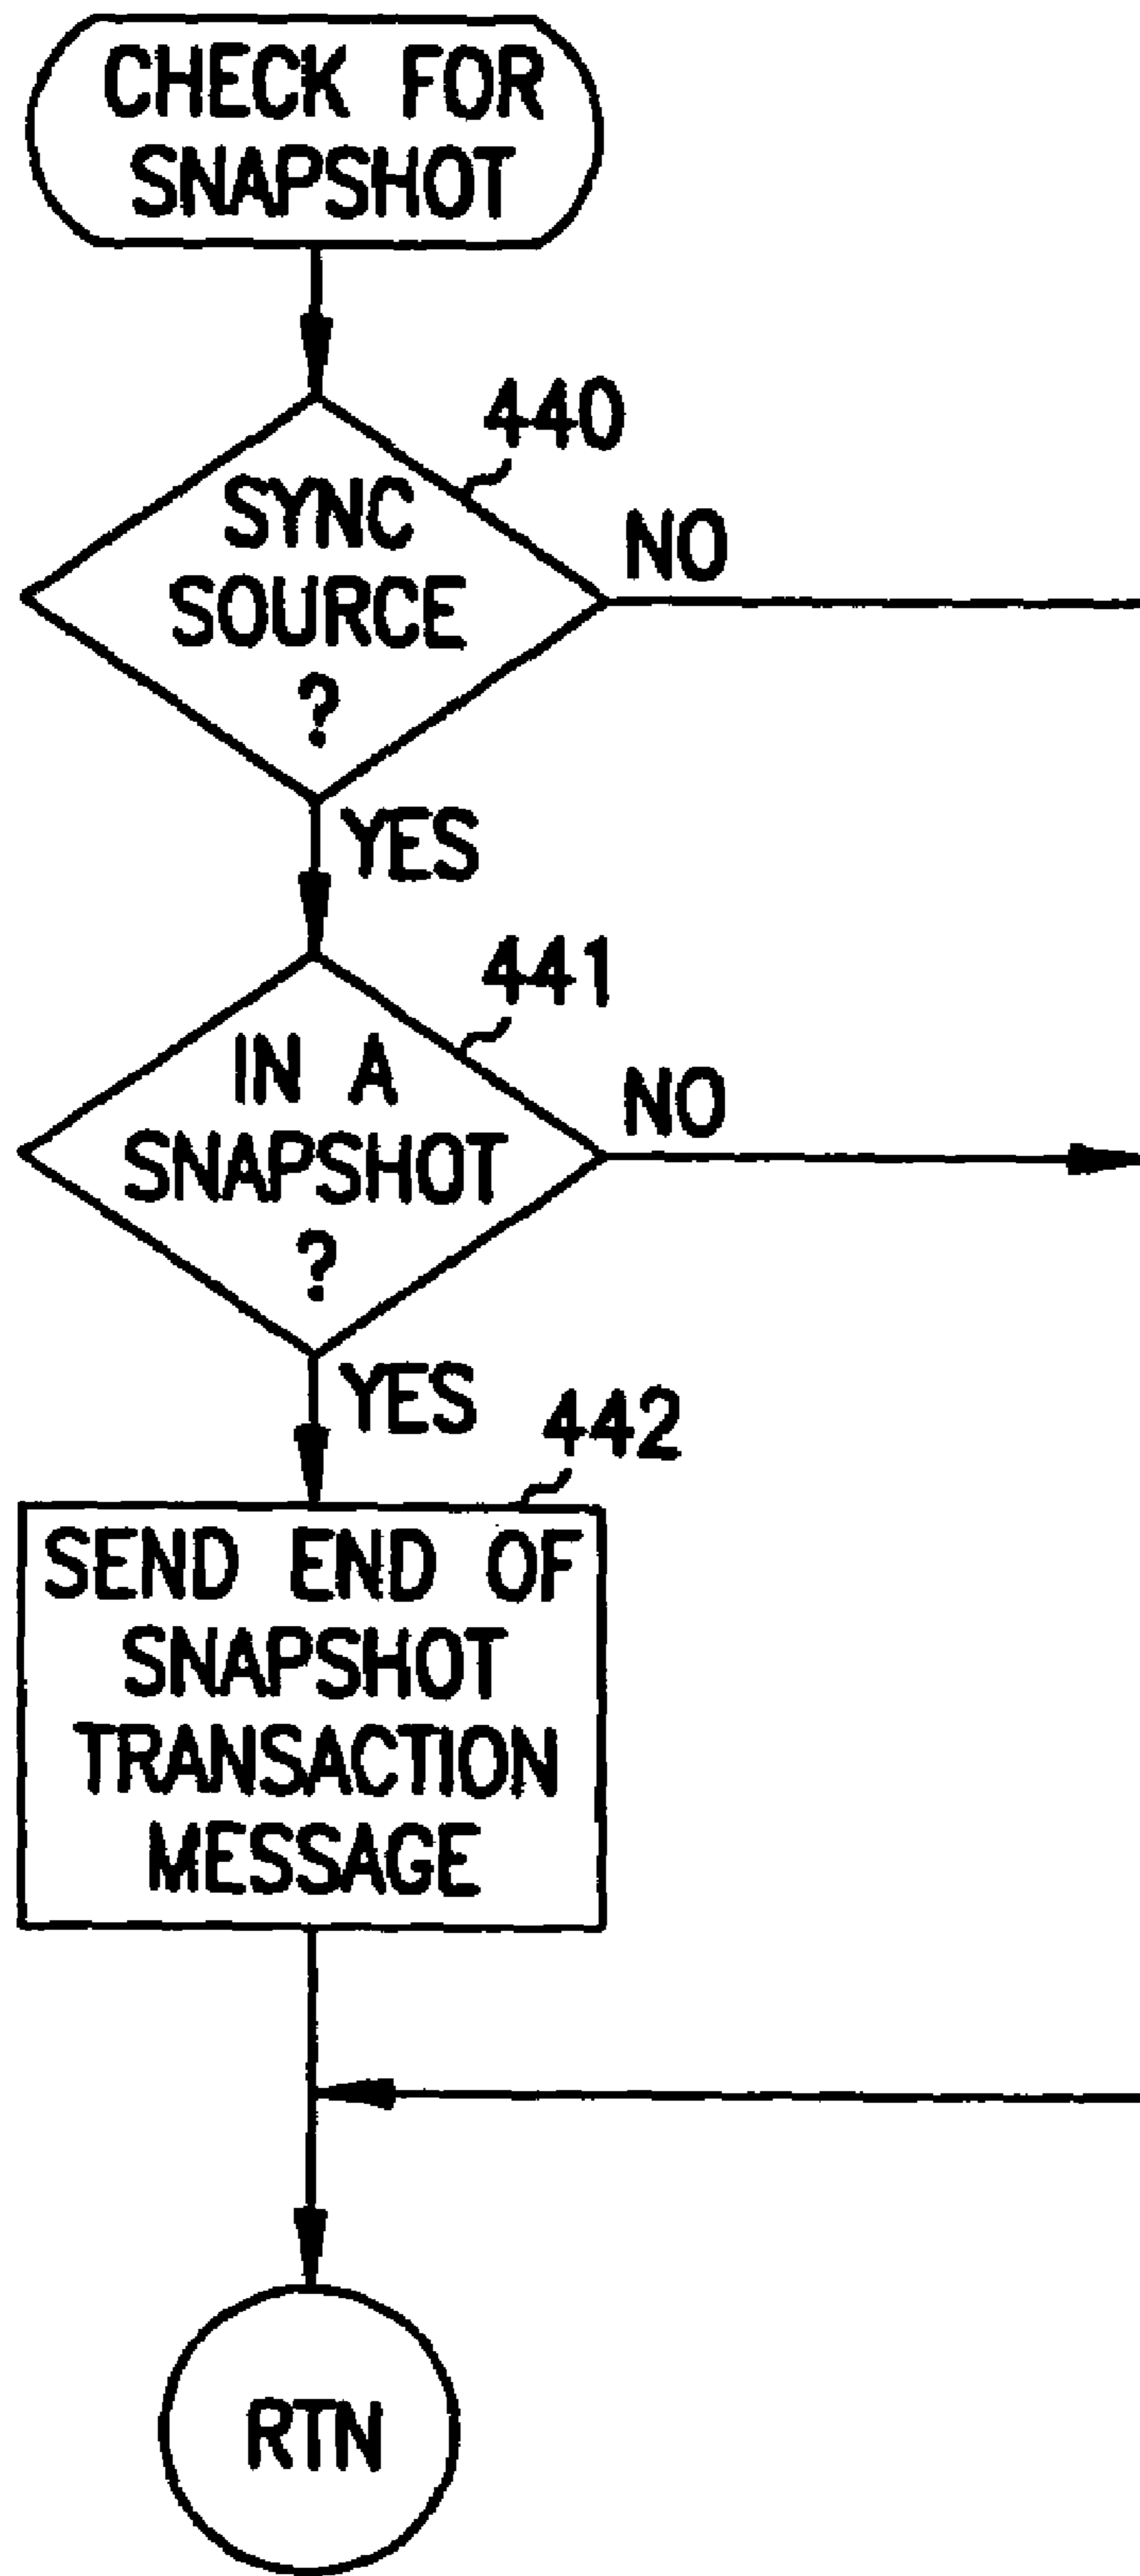 CHECK FOR
SNAPSHOT
440
SYNC
SOURCE
?
NO
YES
441
IN A
SNAPSHOT
?
NO
YES
442
SEND END OF
SNAPSHOT
TRANSACTION
MESSAGE
RTN